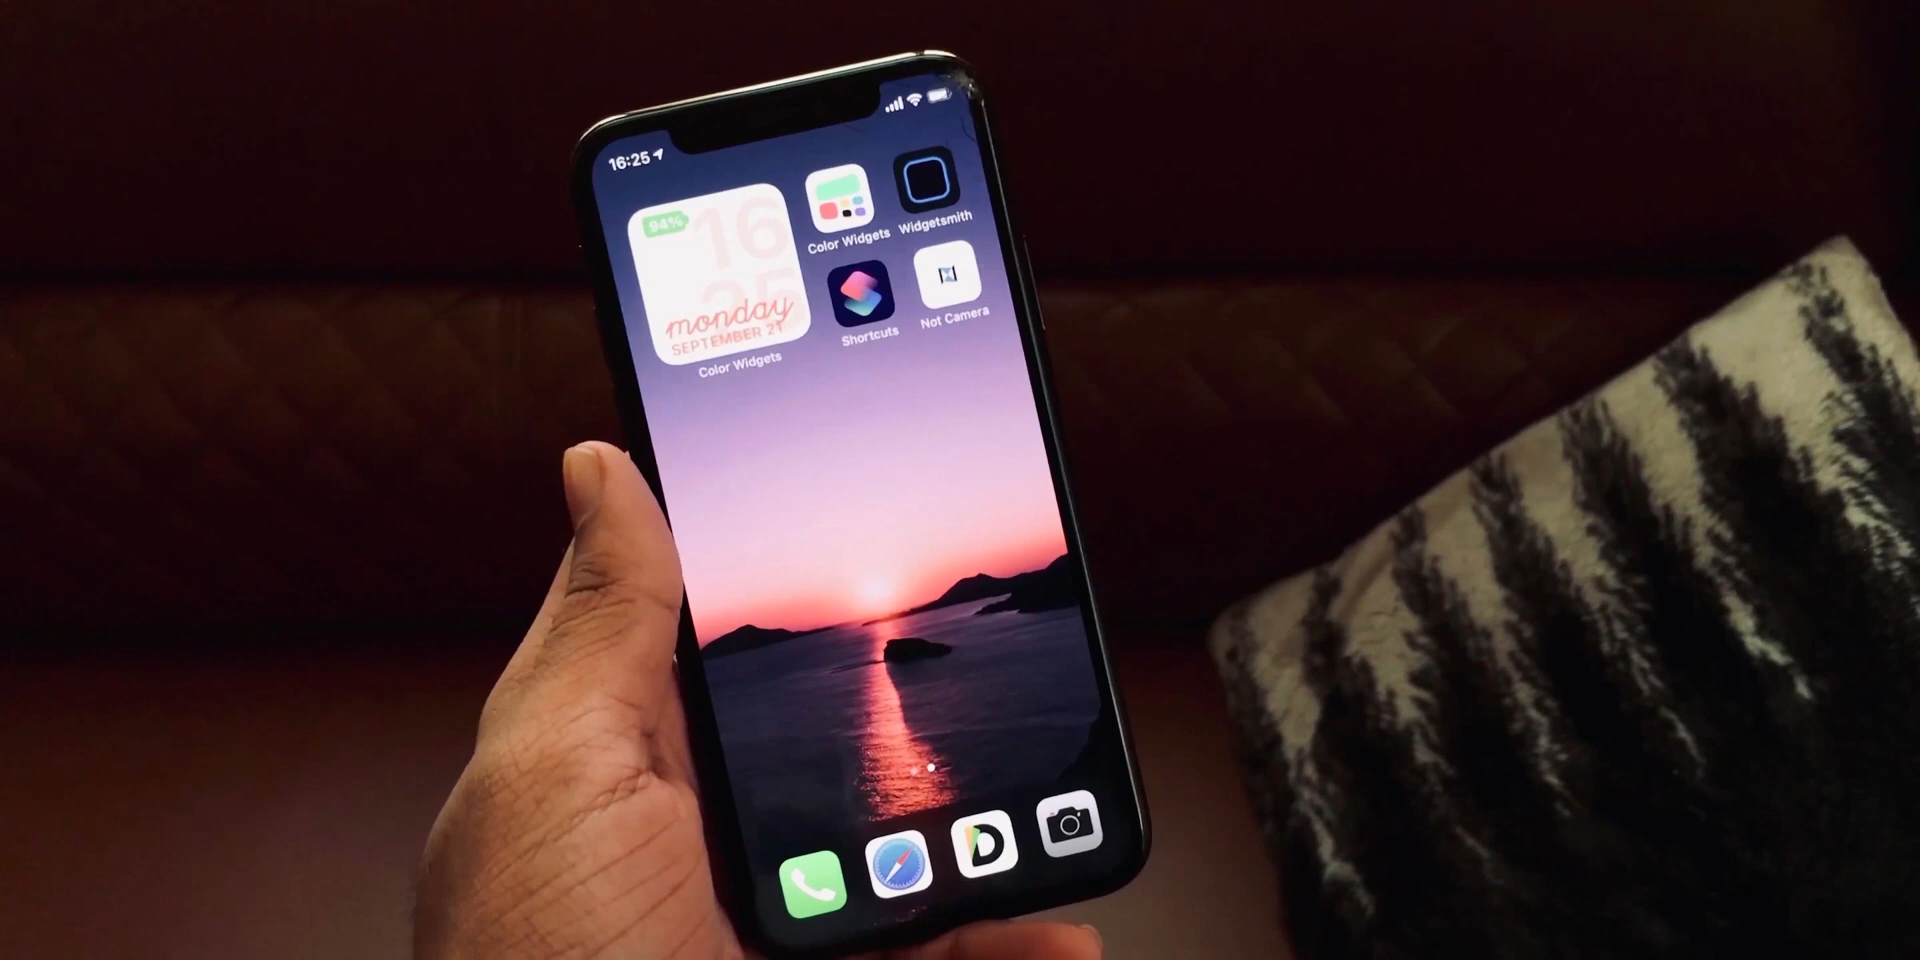 16:25
94%
16
25
monday
SEPTEMBER 21
Color Widgets
Color Widgets
Widgetsmith
Shortcuts
Not Camera